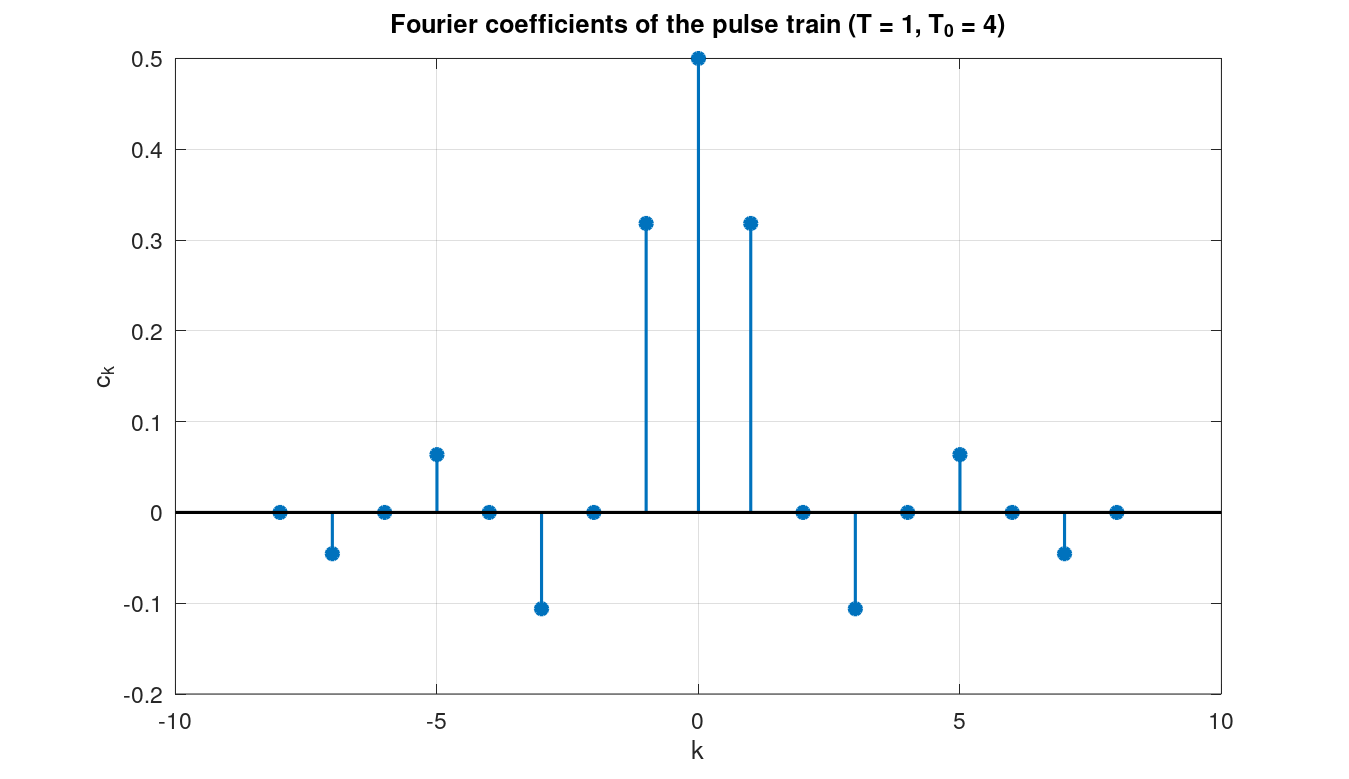 Fourier coefficients of the pulse train (T = 1, T₀ = 4)
0.5
0.4
0.3
0.2
0.1
0
-0.1
-0.2
cₖ
-10 -5 0 5 10
k